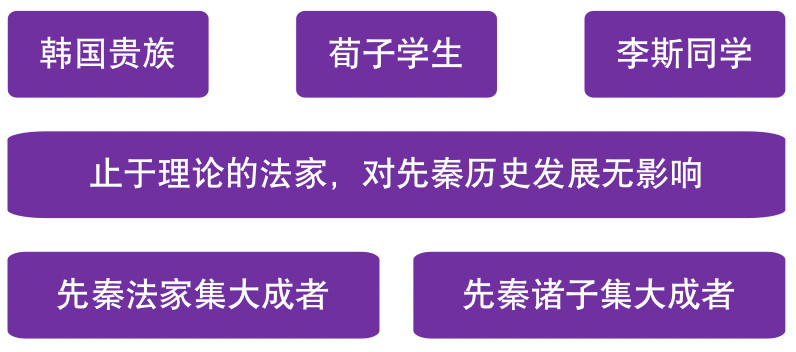 韩国贵族
荀子学生
李斯同学
止于理论的法家，对先秦历史发展无影响
先秦法家集大成者
先秦诸子集大成者